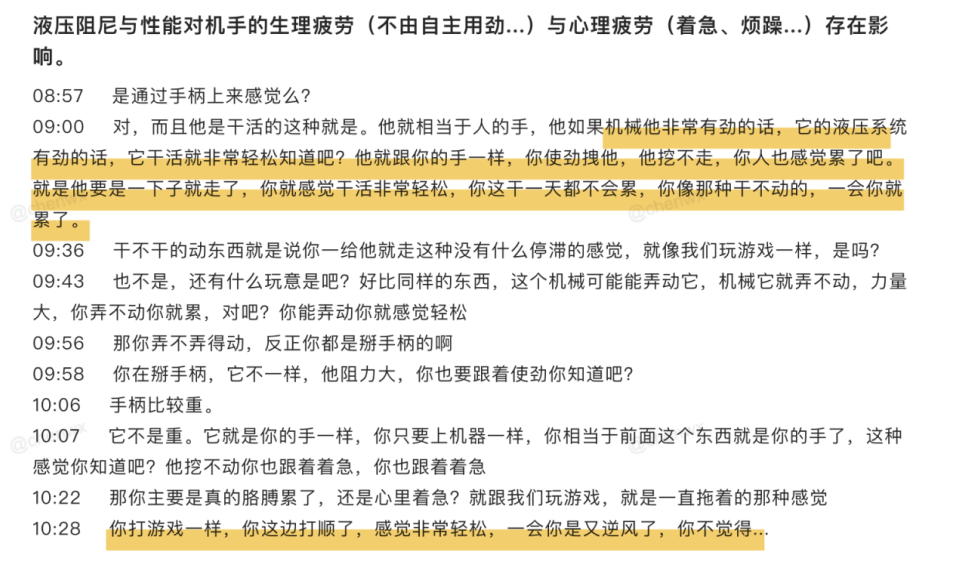 液压阻尼与性能对机手的生理疲劳（不由自主用劲...）与心理疲劳（着急、烦躁...）存在影
响。
08:57 是通过手柄上来感觉么？
09:00 对，而且他是干活的这种就是。他就相当于人的手，他如果机械他非常有劲的话，它的液压系统
有劲的话，它干活就非常轻松知道吧？他就跟你的手一样，你使劲拽他，他挖不走，你人也感觉累了吧。
就是他要是一下子就走了，你就感觉干活非常轻松，你这干一天都不会累，你像那种干不动的，一会你就
累了。
09:36 干不干的动东西就是说你一给他就走这种没有什么停滞的感觉，就像我们玩游戏一样，是吗？
09:43 也不是，还有什么玩意是吧？好比同样的东西，这个机械可能能弄动它，机械它就弄不动，力量
大，你弄不动你就累，对吧？你能弄动你就感觉轻松
09:56 那你弄不弄得动，反正你都是掰手柄的啊
09:58 你在掰手柄，它不一样，他阻力大，你也要跟着使劲你知道吧？
10:06 手柄比较重。
10:07 它不是重。它就是你的手一样，你只要上机器一样，你相当于前面这个东西就是你的手了，这种
感觉你知道吧？他挖不动你也跟着着急，你也跟着着急
10:22 那你主要是真的胳膊累了，还是心里着急？就跟我们玩游戏，就是一直拖着的那种感觉
10:28 你打游戏一样，你这边打顺了，感觉非常轻松，一会你是又逆风了，你不觉得...